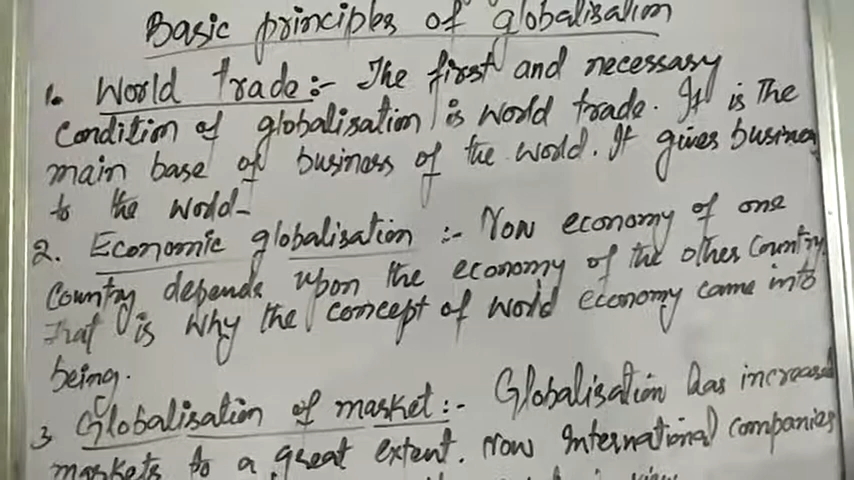 Basic principles of globalisation
1. World trade:- The first and necessary
condition of globalisation is world trade. It is The
main base of business of the world. It gives business
to the world-
2. Economic globalisation :- Now economy of one
country depends upon the economy of the other country.
That is why the concept of world economy came into
being.
3 Globalisation of market:- Globalisation has increased
markets to a great extent. Now International companies
view